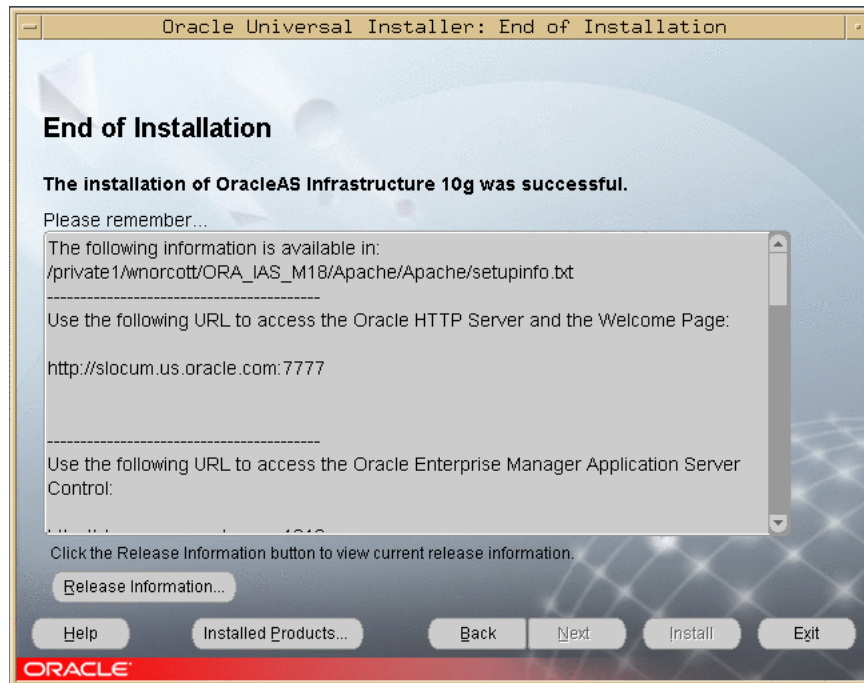 Oracle Universal Installer: End of Installation
End of Installation
The installation of OracleAS Infrastructure 10g was successful.
Please remember...
The following information is available in:
/private1/wnorcott/ORA_IAS_M18/Apache/Apache/setupinfo.txt
-----------------------------------------
Use the following URL to access the Oracle HTTP Server and the Welcome Page:
http://slocum.us.oracle.com:7777
-----------------------------------------
Use the following URL to access the Oracle Enterprise Manager Application Server
Control:
Click the Release Information button to view current release information.
Release Information...
Help
Installed Products...
Back
Next
Install
Exit
ORACLE